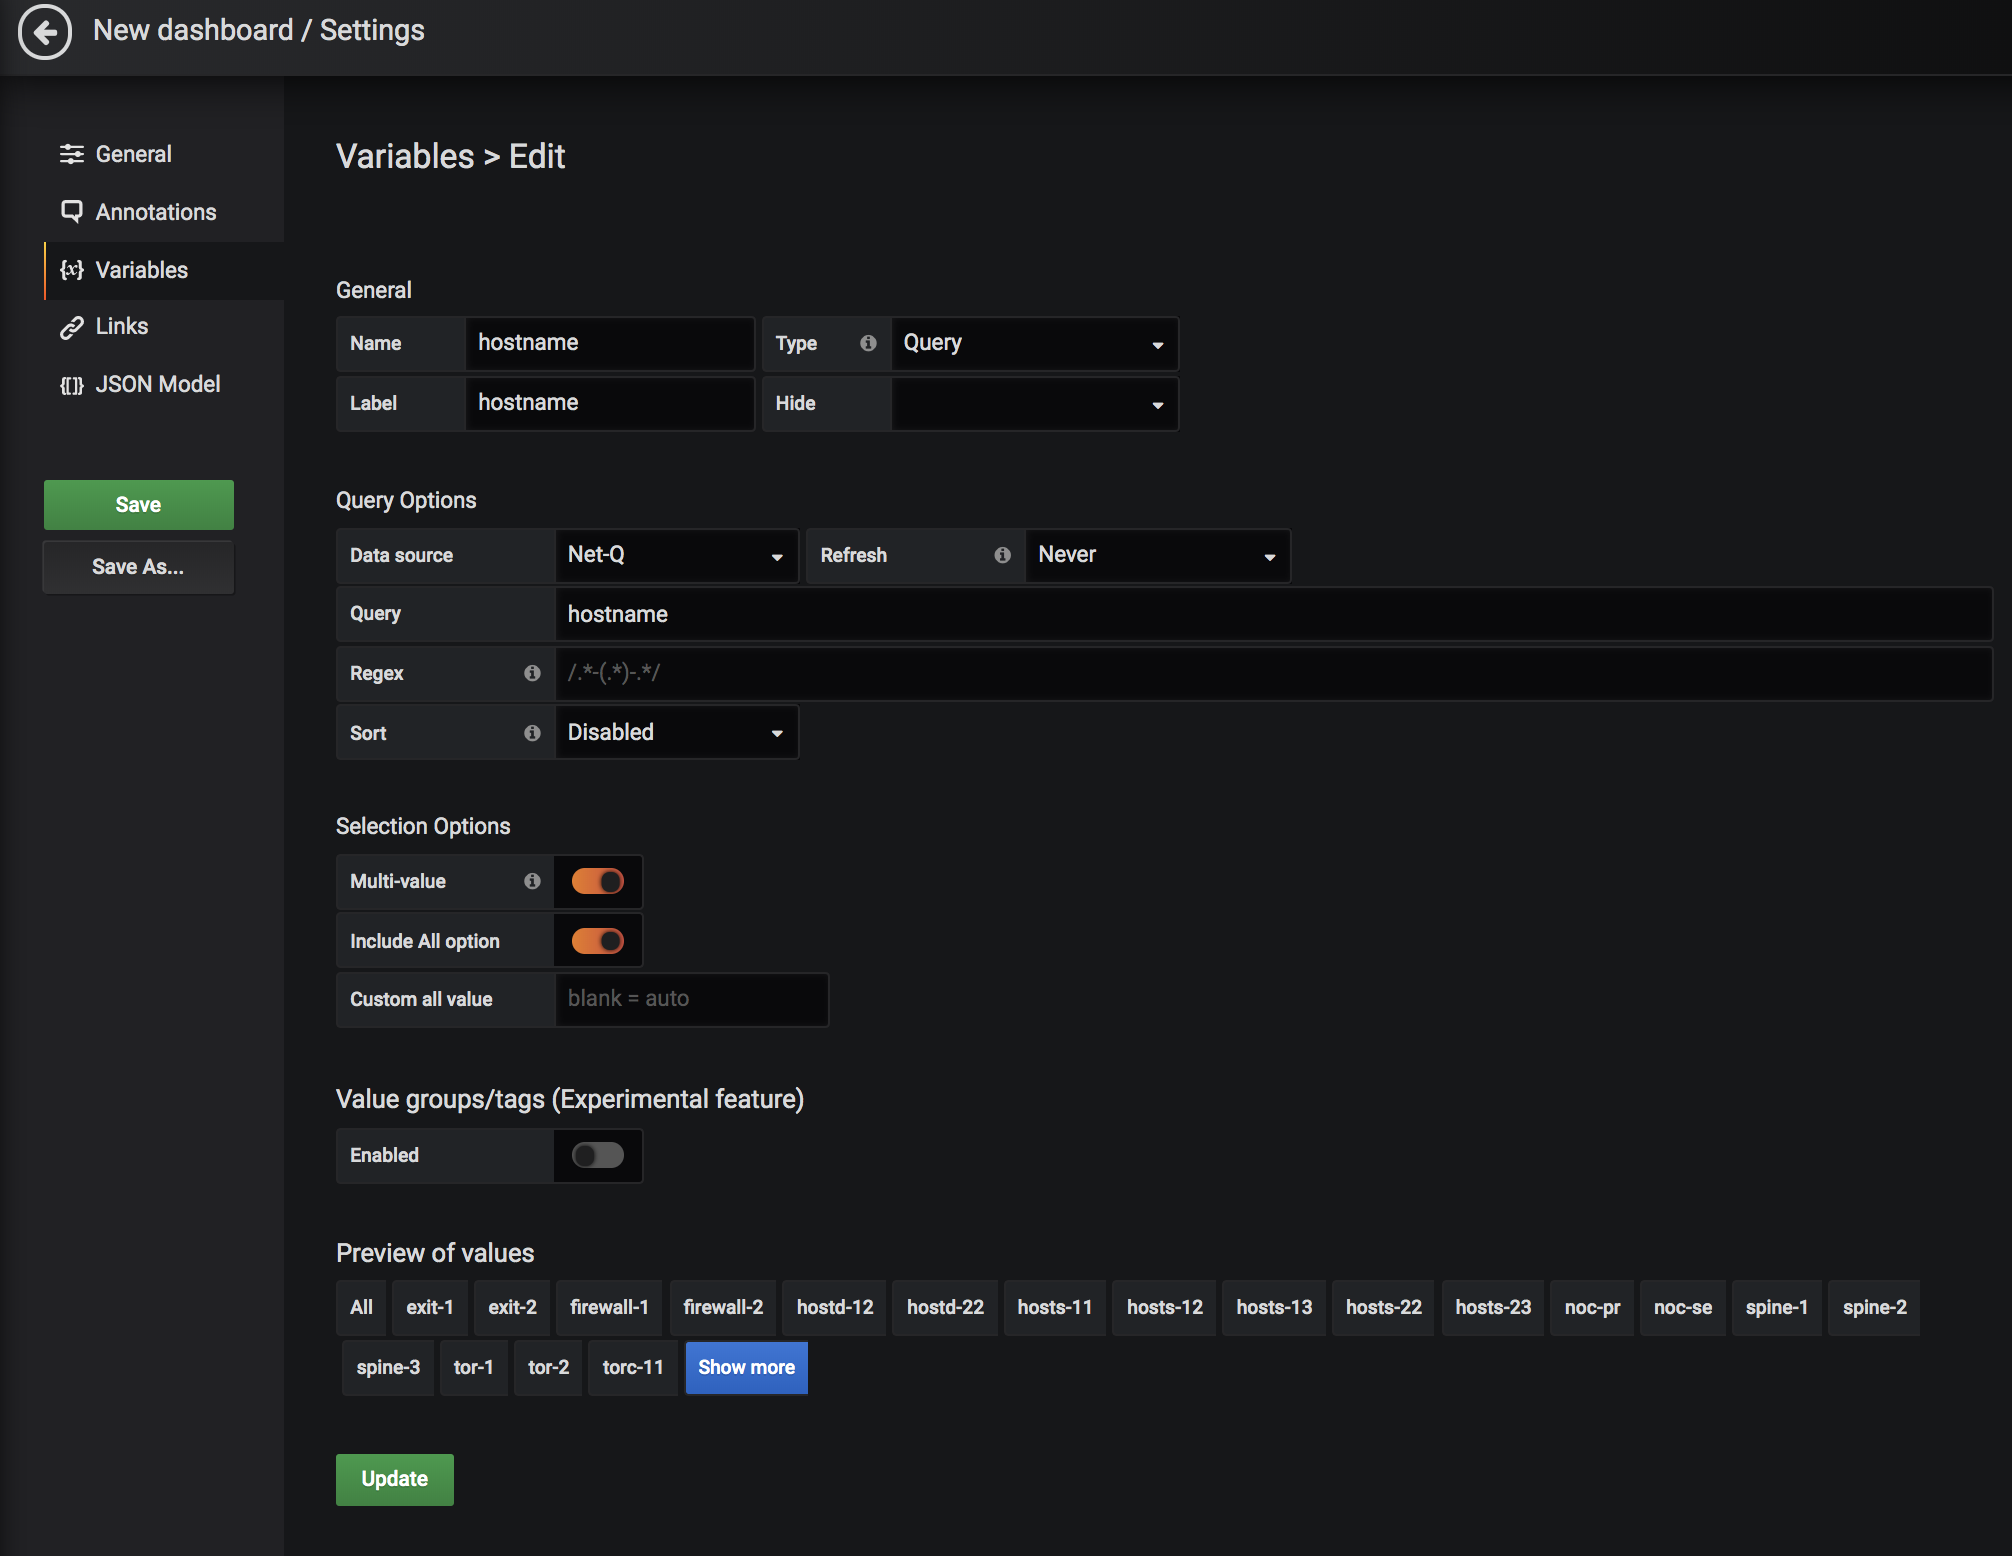 New dashboard / Settings
General
Annotations
{x} Variables
Links
{[]} JSON Model
Save
Save As...
Variables > Edit
General
Name hostname Type Query
Label hostname Hide
Query Options
Data source Net-Q Refresh Never
Query hostname
Regex /.*-(.*)-.*/
Sort Disabled
Selection Options
Multi-value
Include All option
Custom all value blank = auto
Value groups/tags (Experimental feature)
Enabled
Preview of values
All exit-1 exit-2 firewall-1 firewall-2 hostd-12 hostd-22 hosts-11 hosts-12 hosts-13 hosts-22 hosts-23 noc-pr noc-se spine-1 spine-2
spine-3 tor-1 tor-2 torc-11 Show more
Update